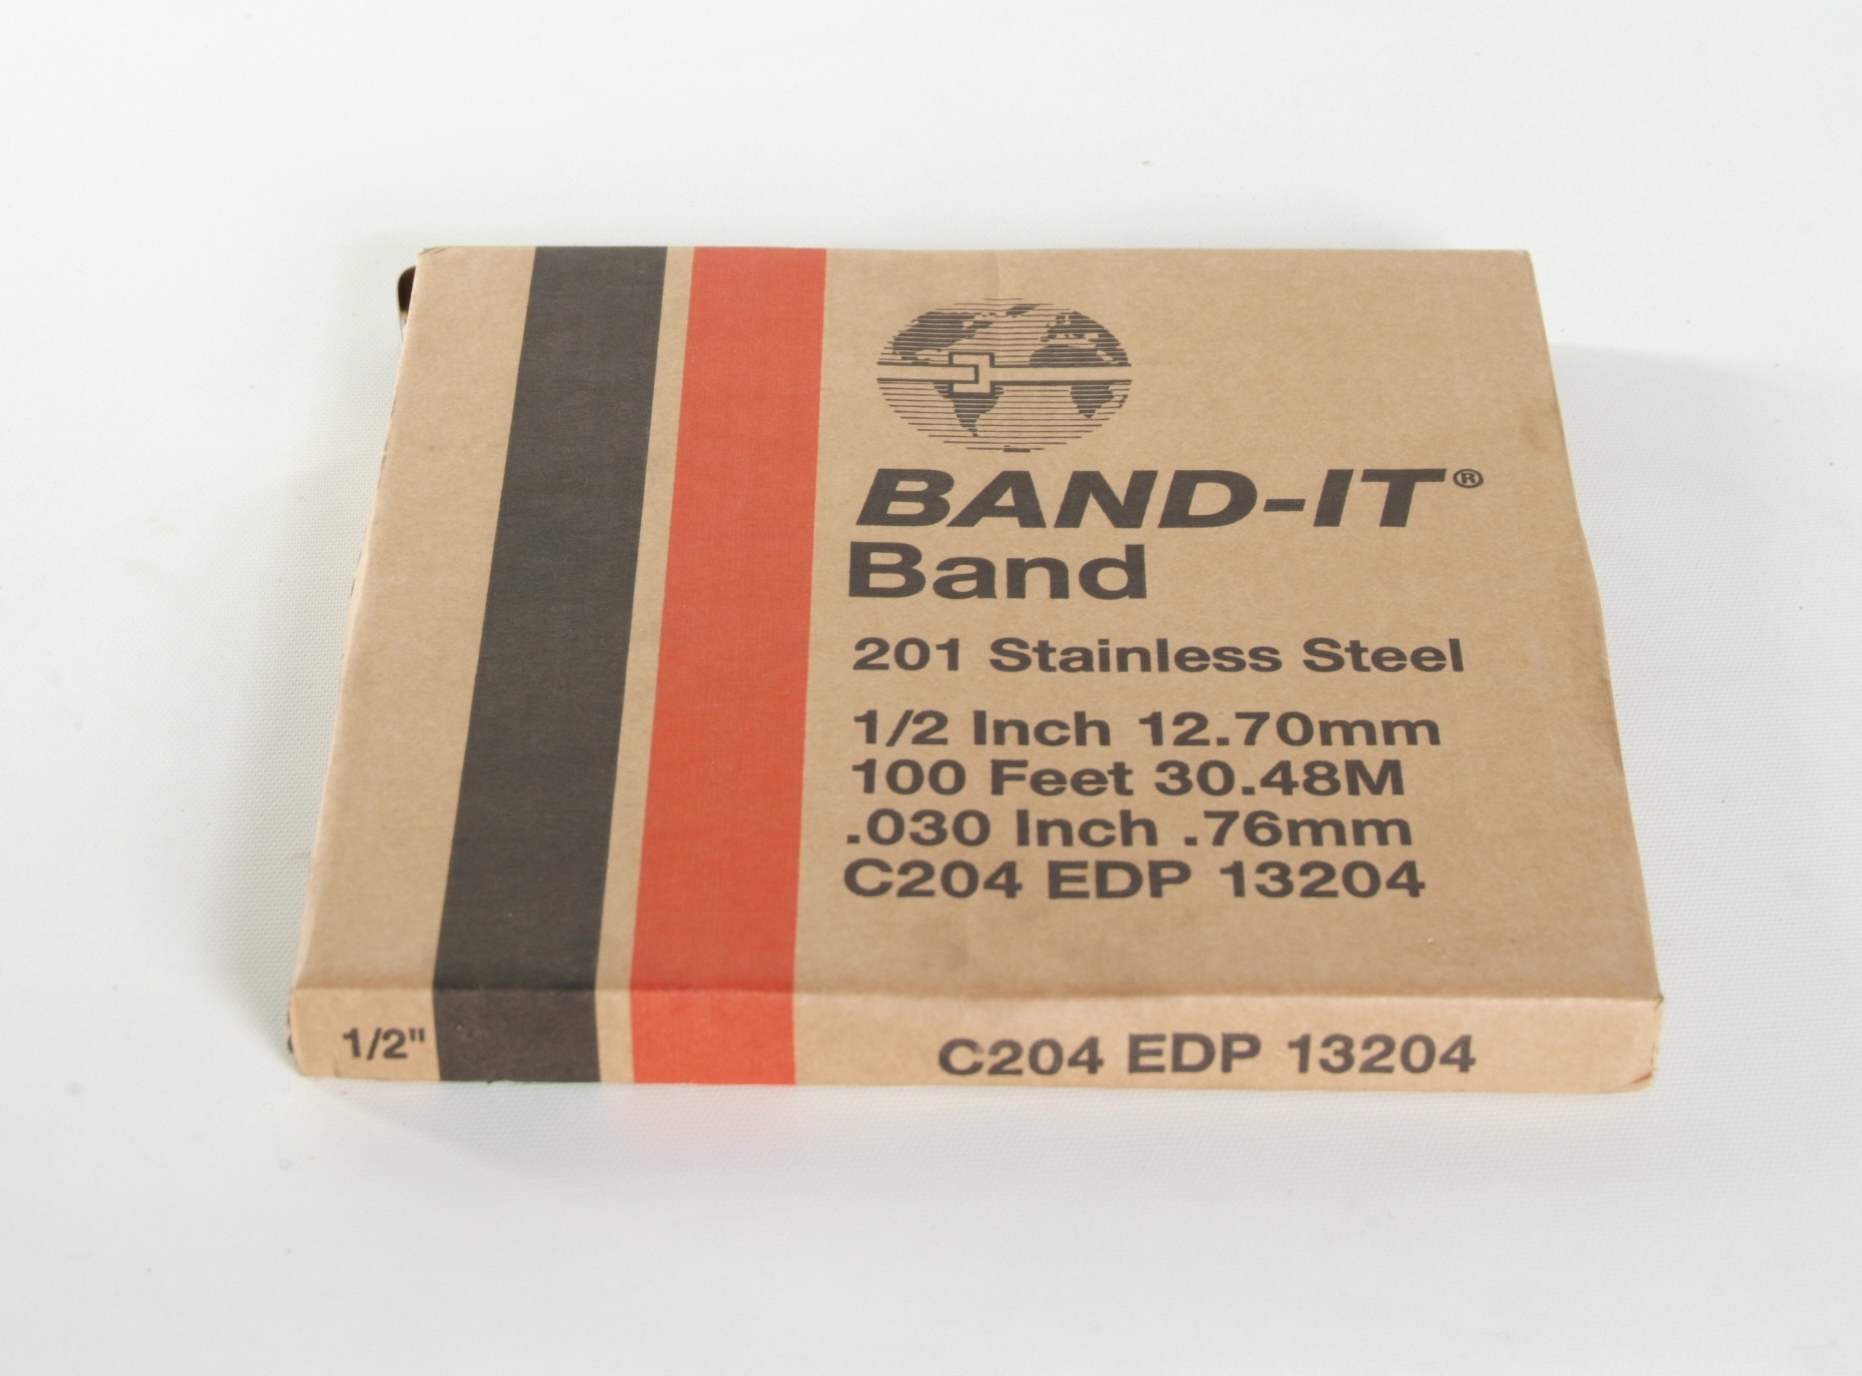 BAND-IT®
Band
201 Stainless Steel
1/2 Inch 12.70mm
100 Feet 30.48M
.030 Inch .76mm
C204 EDP 13204
1/2"
C204 EDP 13204